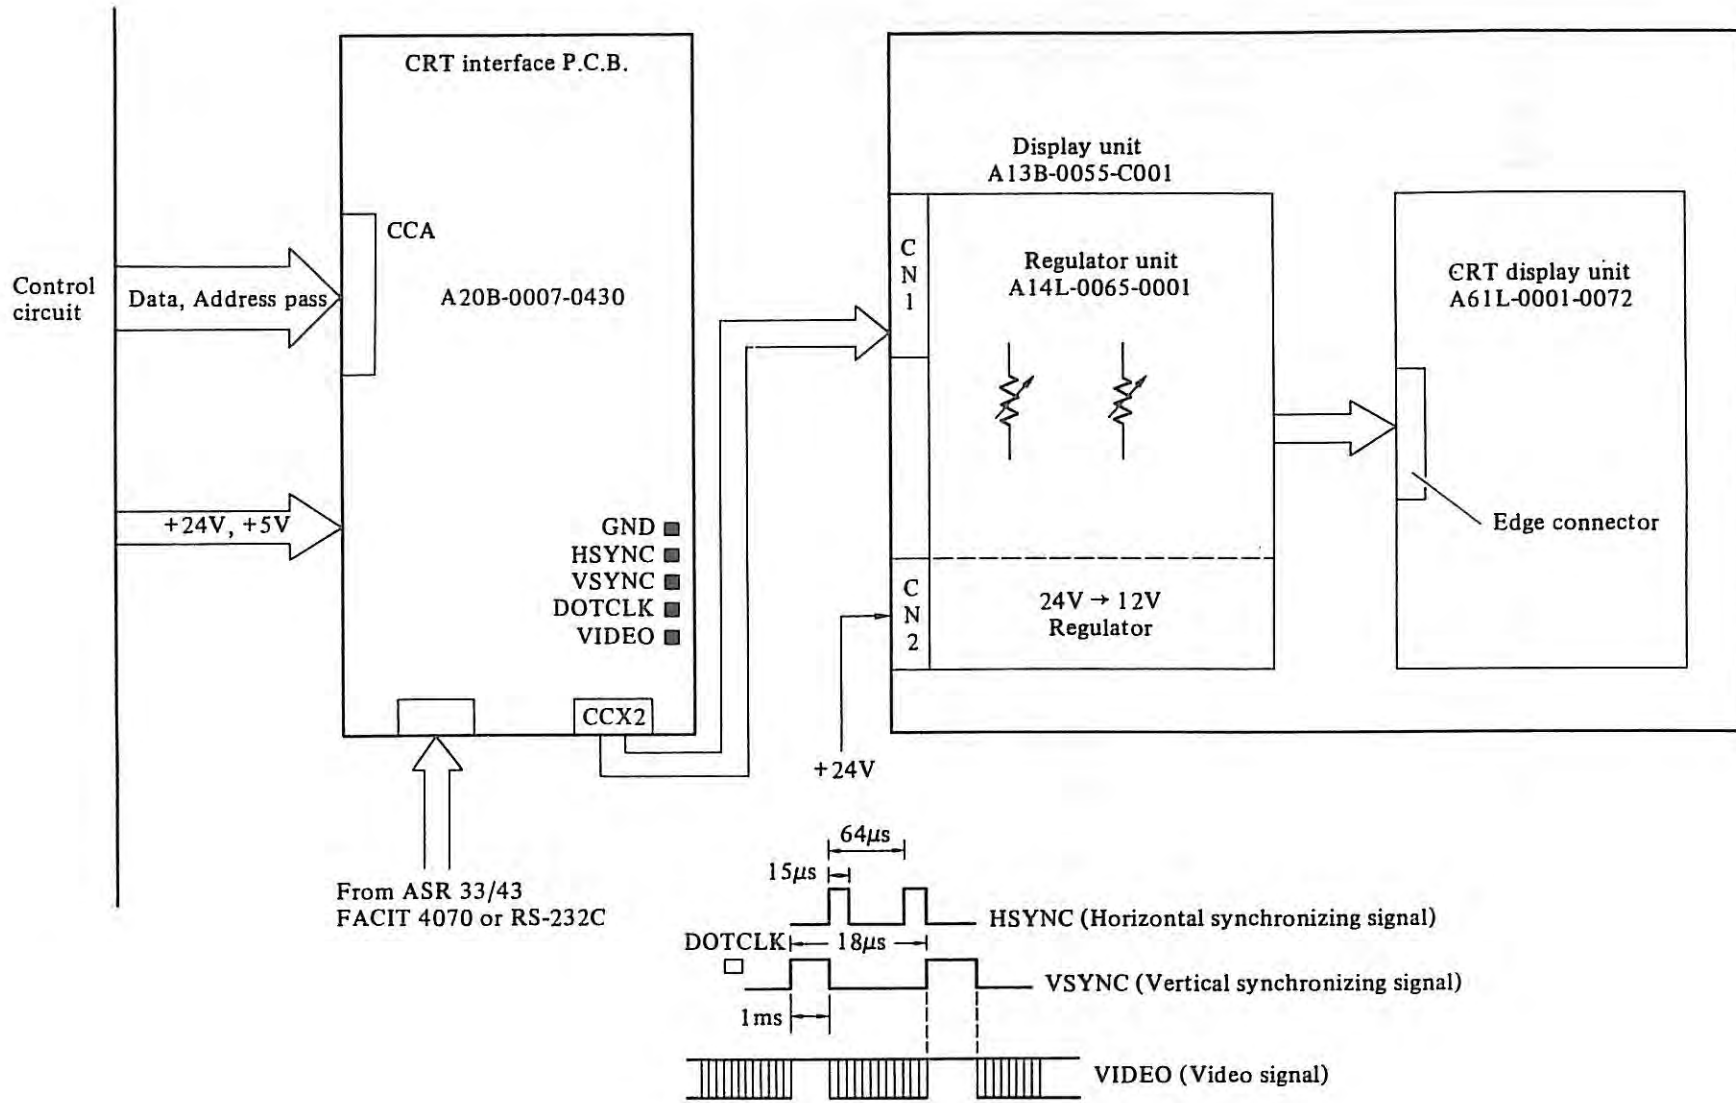 CRT interface P.C.B.
CCA
Control
circuit
Data, Address pass
A20B-0007-0430
+24V, +5V
GND
HSYNC
VSYNC
DOTCLK
VIDEO
CCX2
From ASR 33/43
FACIT 4070 or RS-232C
Display unit
A13B-0055-C001
CN1
Regulator unit
A14L-0065-0001
CRT display unit
A61L-0001-0072
Edge connector
CN2
24V → 12V
Regulator
+24V
64μs
15μs
HSYNC (Horizontal synchronizing signal)
DOTCLK
18μs
VSYNC (Vertical synchronizing signal)
1ms
VIDEO (Video signal)